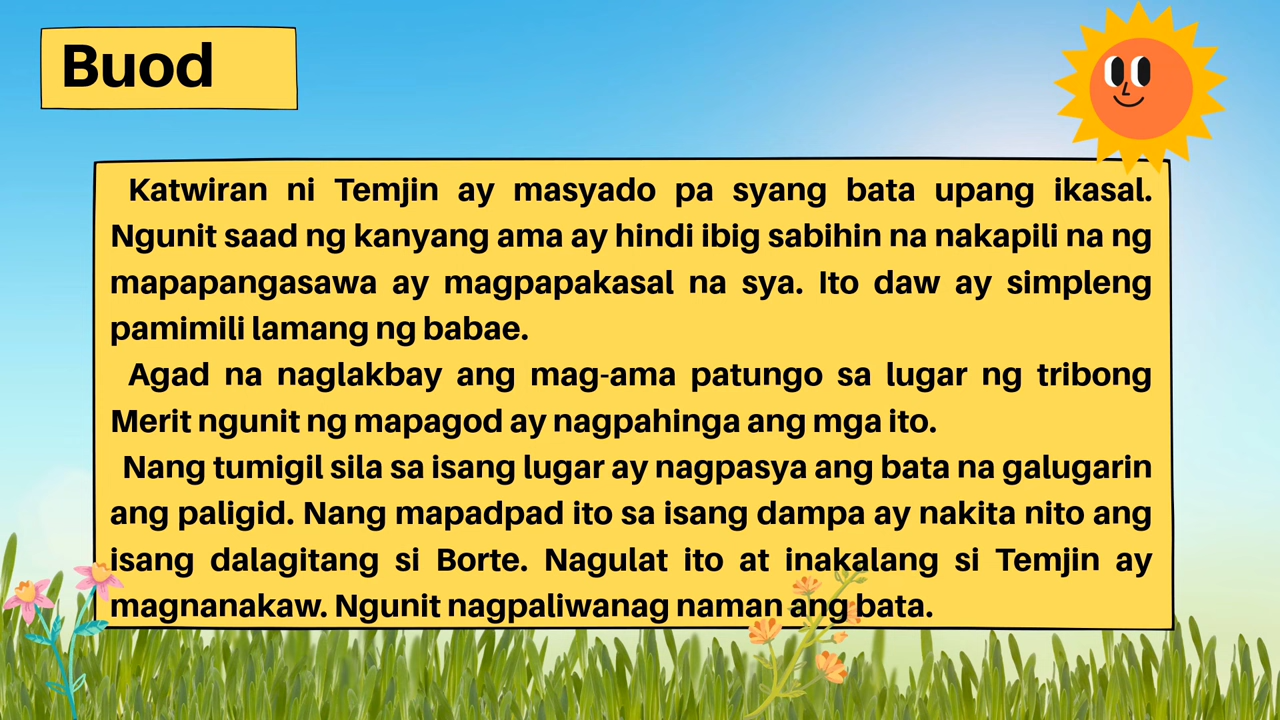 Buod
Katwiran ni Temjin ay masyado pa syang bata upang ikasal.
Ngunit saad ng kanyang ama ay hindi ibig sabihin na nakapili na ng
mapapangasawa ay magpapakasal na sya. Ito daw ay simpleng
pamimili lamang ng babae.
Agad na naglakbay ang mag-ama patungo sa lugar ng tribong
Merit ngunit ng mapagod ay nagpahinga ang mga ito.
Nang tumigil sila sa isang lugar ay nagpasya ang bata na galugarin
ang paligid. Nang mapadpad ito sa isang dampa ay nakita nito ang
isang dalagitang si Borte. Nagulat ito at inakalang si Temjin ay
magnanakaw. Ngunit nagpaliwanag naman ang bata.